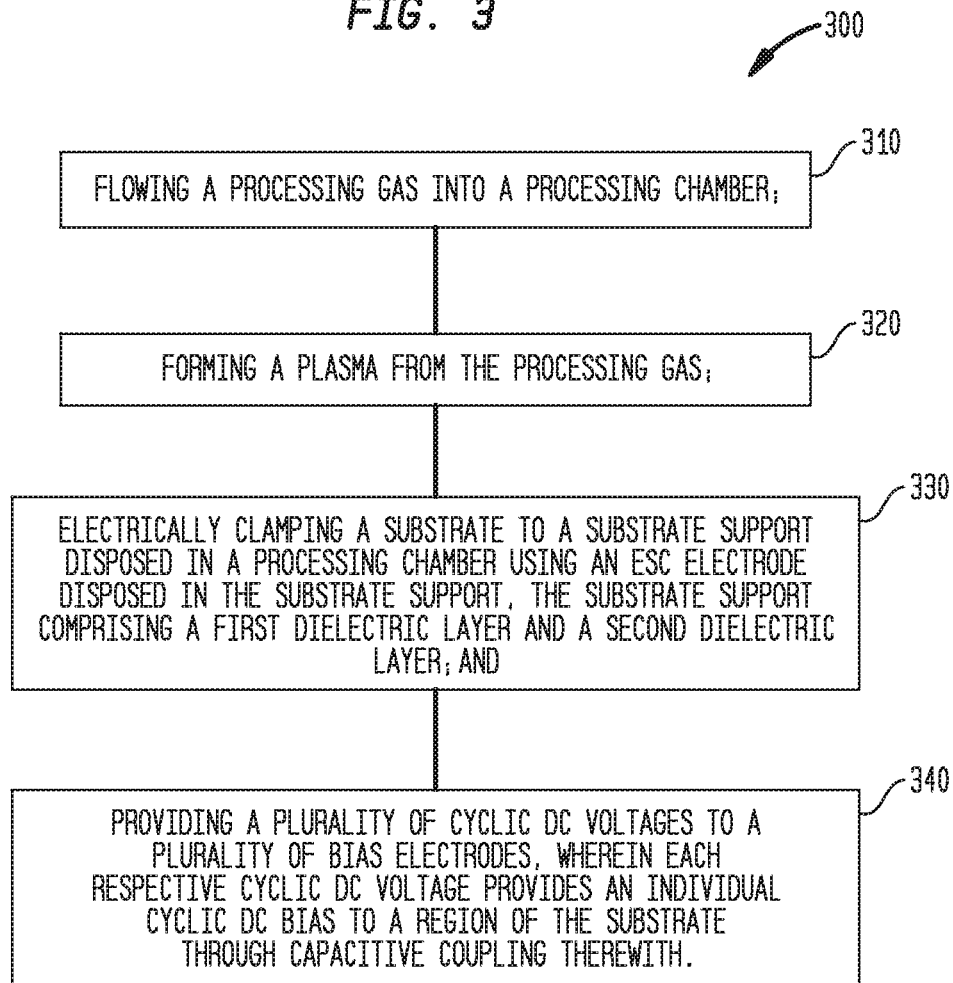 FIG. 3
300
310
FLOWING A PROCESSING GAS INTO A PROCESSING CHAMBER;
320
FORMING A PLASMA FROM THE PROCESSING GAS;
330
ELECTRICALLY CLAMPING A SUBSTRATE TO A SUBSTRATE SUPPORT
DISPOSED IN A PROCESSING CHAMBER USING AN ESC ELECTRODE
DISPOSED IN THE SUBSTRATE SUPPORT, THE SUBSTRATE SUPPORT
COMPRISING A FIRST DIELECTRIC LAYER AND A SECOND DIELECTRIC
LAYER; AND
340
PROVIDING A PLURALITY OF CYCLIC DC VOLTAGES TO A
PLURALITY OF BIAS ELECTRODES, WHEREIN EACH
RESPECTIVE CYCLIC DC VOLTAGE PROVIDES AN INDIVIDUAL
CYCLIC DC BIAS TO A REGION OF THE SUBSTRATE
THROUGH CAPACITIVE COUPLING THEREWITH.